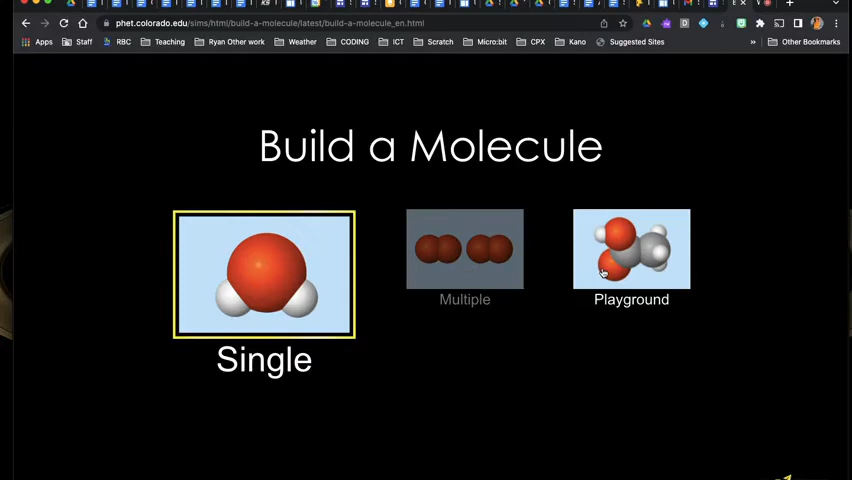 phet.colorado.edu/sims/html/build-a-molecule/latest/build-a-molecule_en.html
Apps Staff RBC Teaching Ryan Other work Weather CODING ICT Scratch Micro:bit CPX Kano Suggested Sites » Other Bookmarks
Build a Molecule
Multiple
Playground
Single